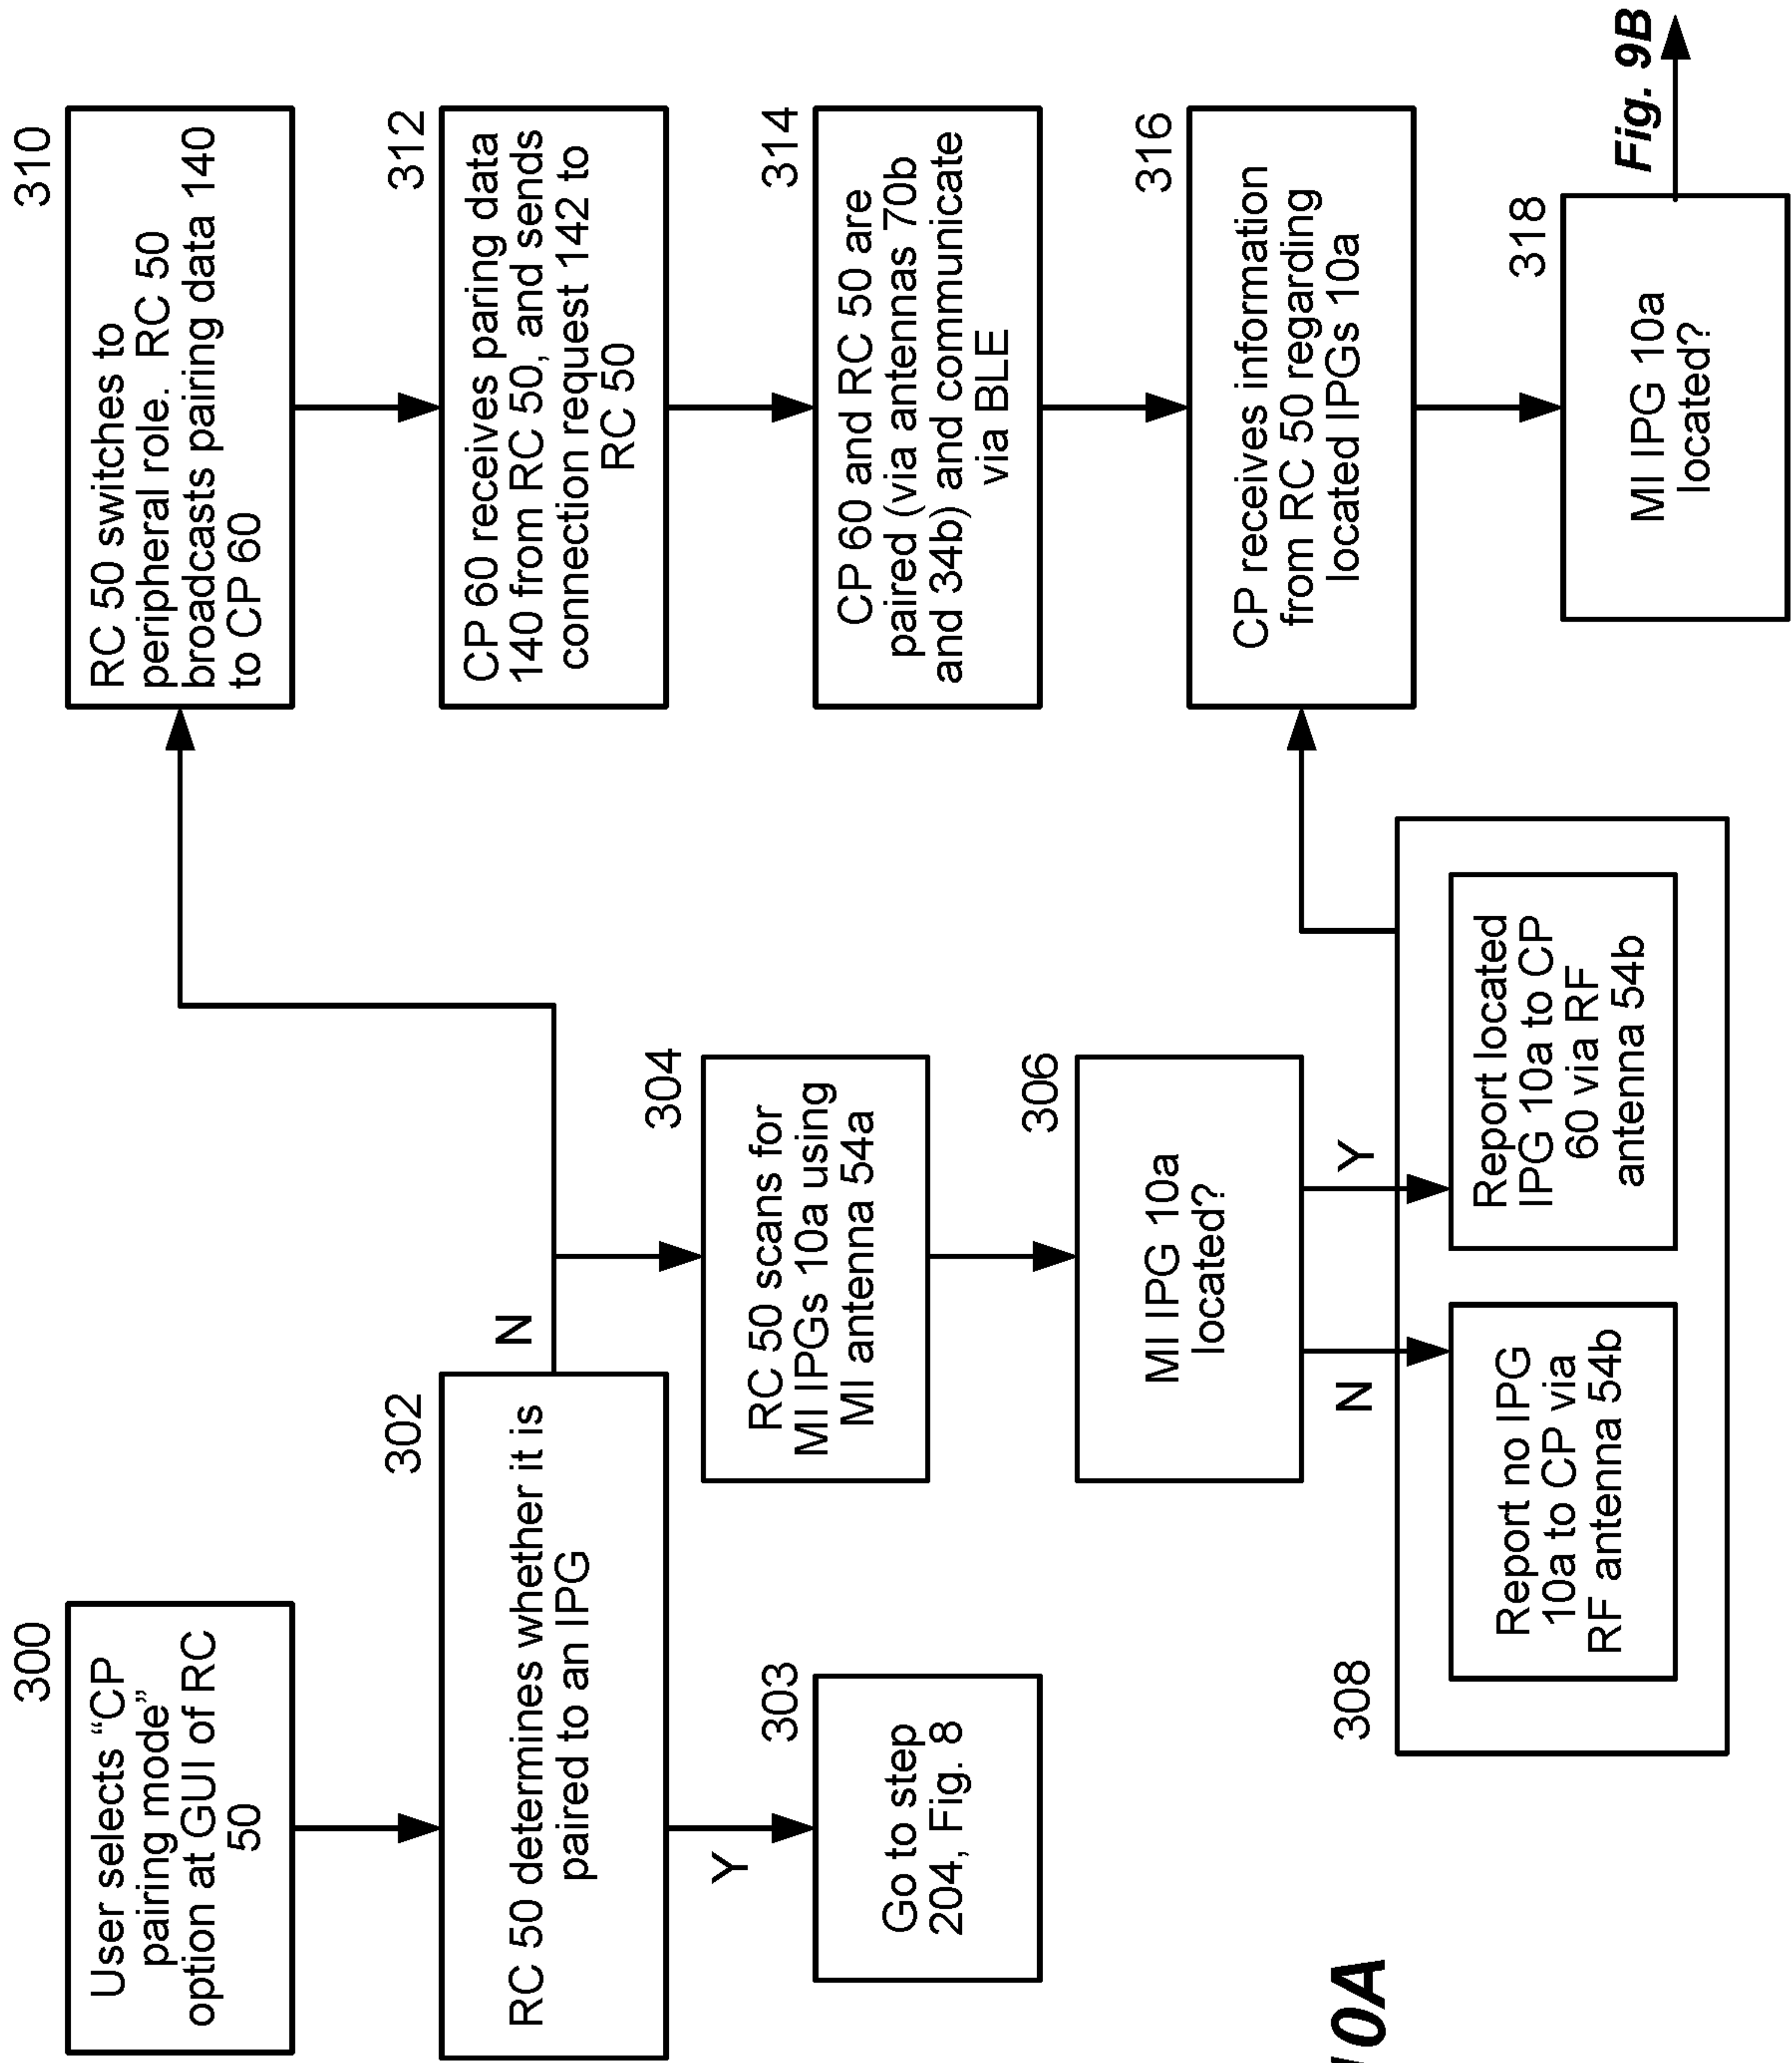 300
User selects “CP
pairing mode”
option at GUI of RC
50
302
RC 50 determines whether it is
paired to an IPG
Y
N
303
Go to step
204, Fig. 8
304
RC 50 scans for
MI IPGs 10a using
MI antenna 54a
306
MI IPG 10a
located?
N
Y
308
Report no IPG
10a to CP via
RF antenna 54b
Report located
IPG 10a to CP
60 via RF
antenna 54b
310
RC 50 switches to
peripheral role. RC 50
broadcasts pairing data 140
to CP 60
312
CP 60 receives paring data
140 from RC 50, and sends
connection request 142 to
RC 50
314
CP 60 and RC 50 are
paired (via antennas 70b
and 34b) and communicate
via BLE
316
CP receives information
from RC 50 regarding
located IPGs 10a
318
MI IPG 10a
located?
Fig. 9B
10A